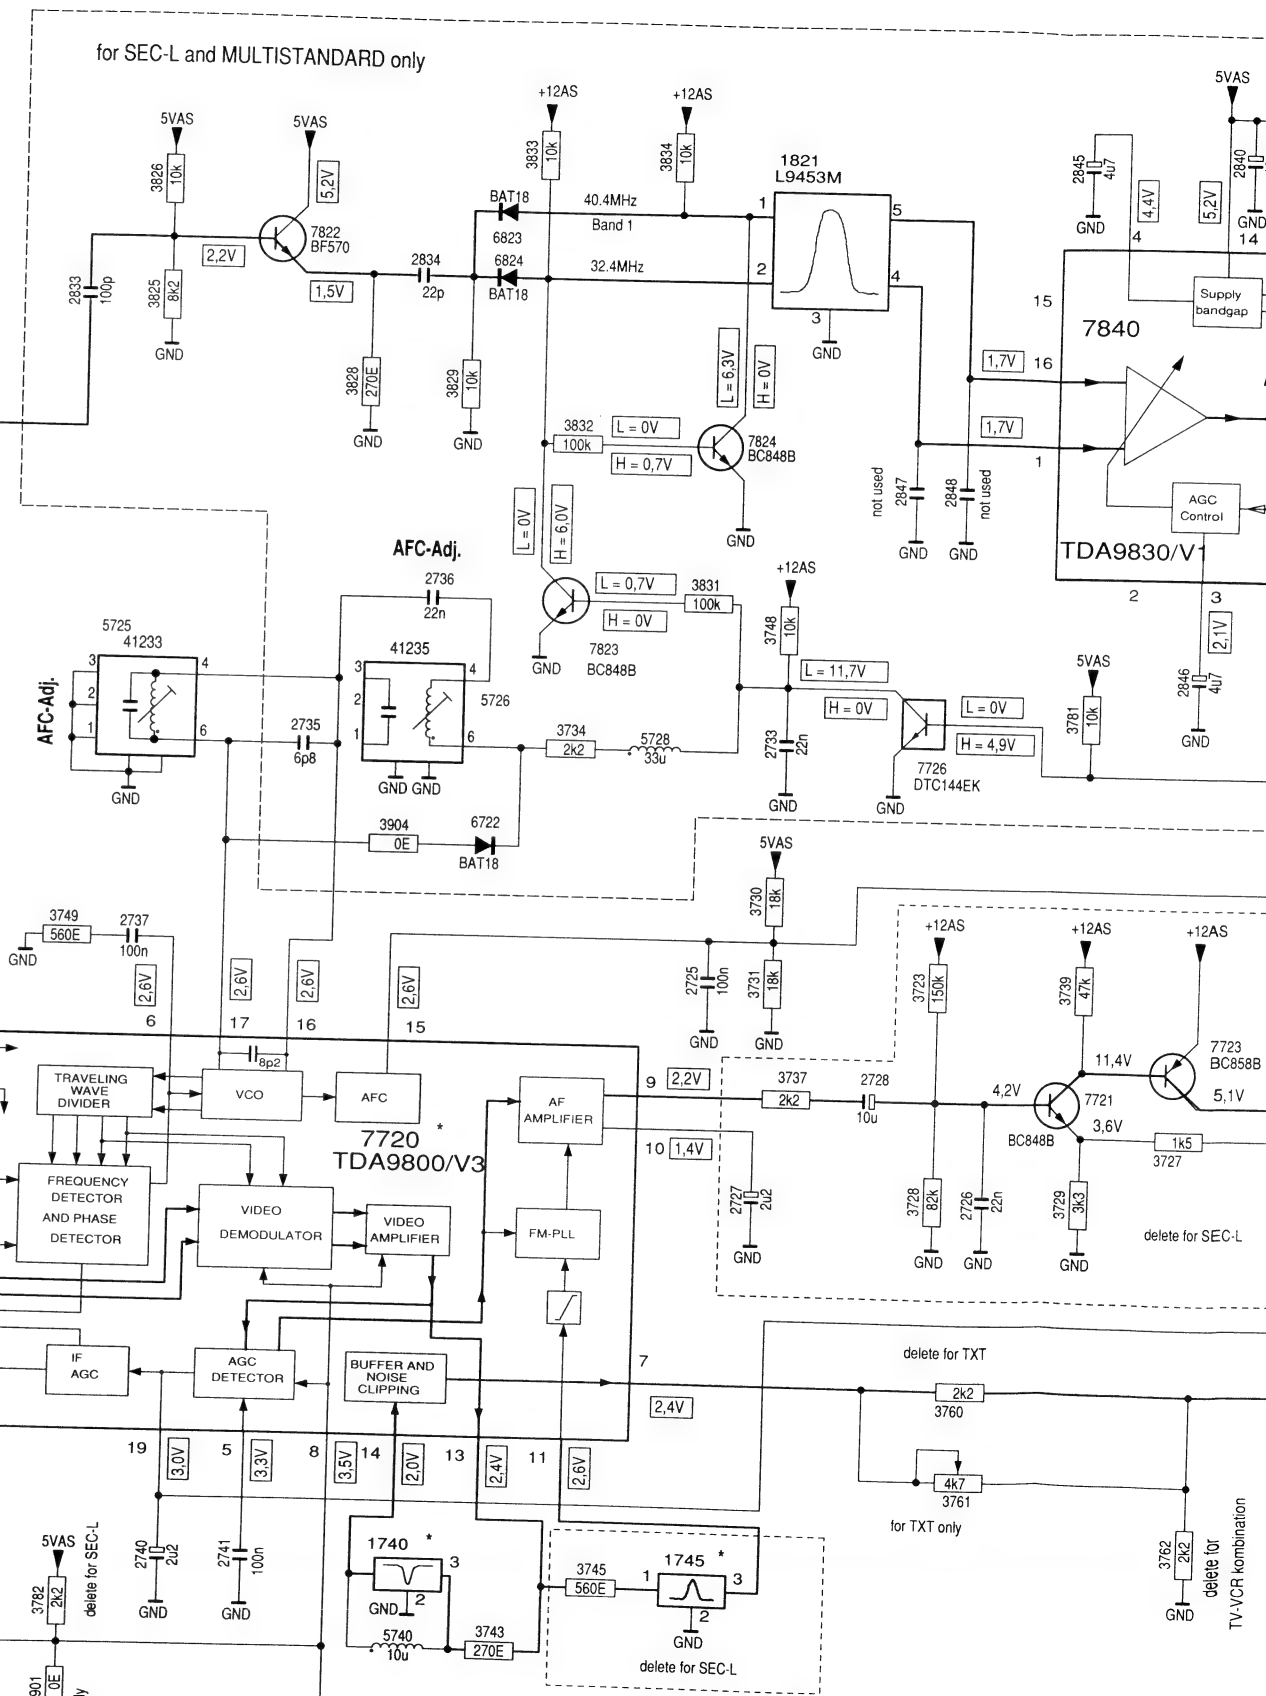 for SEC-L and MULTISTANDARD only
5VAS
3826
10k
5VAS
5,2V
7822
BF570
2,2V
1,5V
2833
100p
3825
8k2
GND
3828
270E
GND
2834
22p
3829
10k
GND
+12AS
3833
10k
+12AS
3834
10k
BAT18
6823
40.4MHz
Band 1
6824
BAT18
32.4MHz
1821
L9453M
1
2
3
5
4
GND
L = 6,3V
H = 0V
3832
100k
L = 0V
H = 0,7V
7824
BC848B
GND
L = 0V
H = 6,0V
5VAS
2845
4u7
GND
4,4V
4
5,2V
2840
GND
14
Supply
bandgap
15
7840
1,7V
16
1,7V
1
not used
2847
GND
2848
not used
GND
AGC
Control
TDA9830/V1
2
3
2,1V
2846
4u7
GND
AFC-Adj.
2736
22n
7823
BC848B
GND
L = 0,7V
H = 0V
3831
100k
+12AS
3748
10k
L = 11,7V
H = 0V
L = 0V
H = 4,9V
7726
DTC144EK
GND
5VAS
3781
10k
2733
22n
GND
AFC-Adj.
5725
41233
3
2
1
4
6
GND
2735
6p8
41235
3
2
1
4
5726
6
GND
GND
3734
2k2
5728
33u
3904
0E
6722
BAT18
5VAS
3730
18k
3731
18k
GND
2725
100n
GND
3749
560E
GND
2737
100n
2,6V
6
2,6V
17
2,6V
16
2,6V
15
8p2
TRAVELING
WAVE
DIVIDER
VCO
AFC
7720
*
TDA9800/V3
FREQUENCY
DETECTOR
AND PHASE
DETECTOR
VIDEO
DEMODULATOR
VIDEO
AMPLIFIER
AF
AMPLIFIER
FM-PLL
IF
AGC
AGC
DETECTOR
BUFFER AND
NOISE
CLIPPING
9
2,2V
10
1,4V
2727
2u2
GND
3737
2k2
2728
10u
+12AS
3723
150k
3728
82k
GND
2726
22n
GND
4,2V
BC848B
7721
+12AS
3739
47k
11,4V
3,6V
3729
3k3
GND
+12AS
7723
BC858B
5,1V
1k5
3727
delete for SEC-L
7
2,4V
delete for TXT
2k2
3760
4k7
3761
for TXT only
3762
2k2
GND
delete for
TV-VCR kombination
19
3,0V
5
3,3V
8
3,5V
14
2,0V
13
2,4V
11
2,6V
5VAS
3782
2k2
delete for SEC-L
2740
2u2
GND
2741
100n
GND
1740
*
3
2
GND
5740
10u
3743
270E
3745
560E
1745
*
1
3
2
GND
delete for SEC-L
901
0E